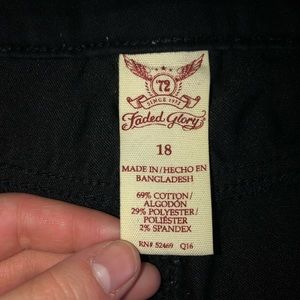 '72
SINCE 1972
Faded Glory
18
MADE IN/HECHO EN
BANGLADESH
69% COTTON/
ALGODÓN
29% POLYESTER/
POLIÉSTER
2% SPANDEX
RN# 52469 Q16